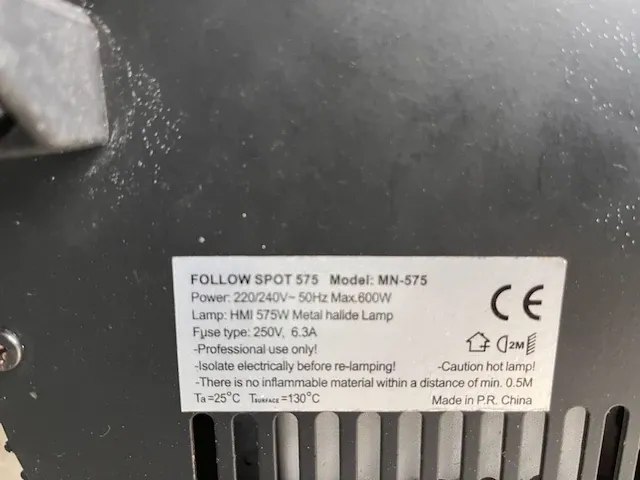 FOLLOW SPOT 575 Model: MN-575
Power: 220/240V~ 50Hz Max.600W
Lamp: HMI 575W Metal halide Lamp
Fuse type: 250V, 6.3A
CE
-Professional use only!
2M
-Isolate electrically before re-lamping! -Caution hot lamp!
-There is no inflammable material within a distance of min. 0.5M
Ta=25°C TSURFACE=130°C Made in P.R. China